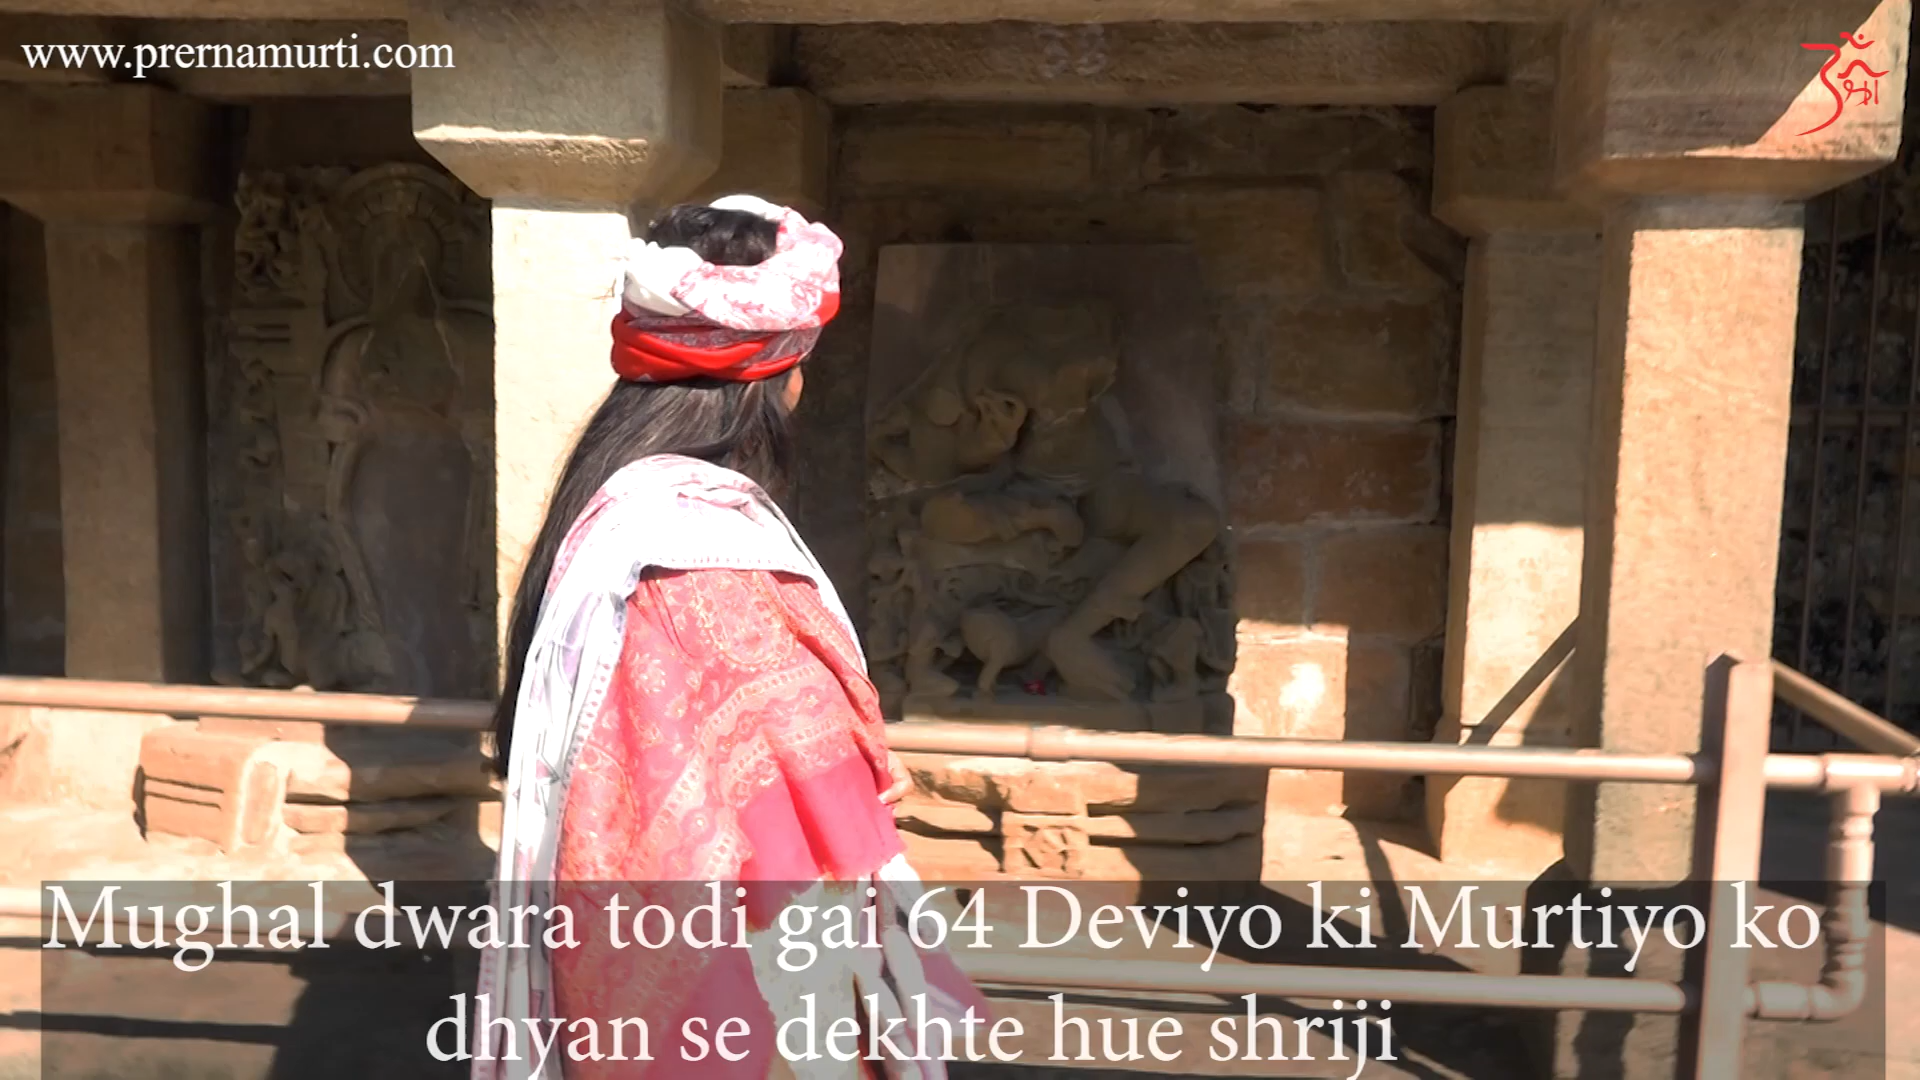 www.prernamurti.com
Mughal dwara todi gai 64 Deviyo ki Murtiyo ko
dhyan se dekhte hue shriji